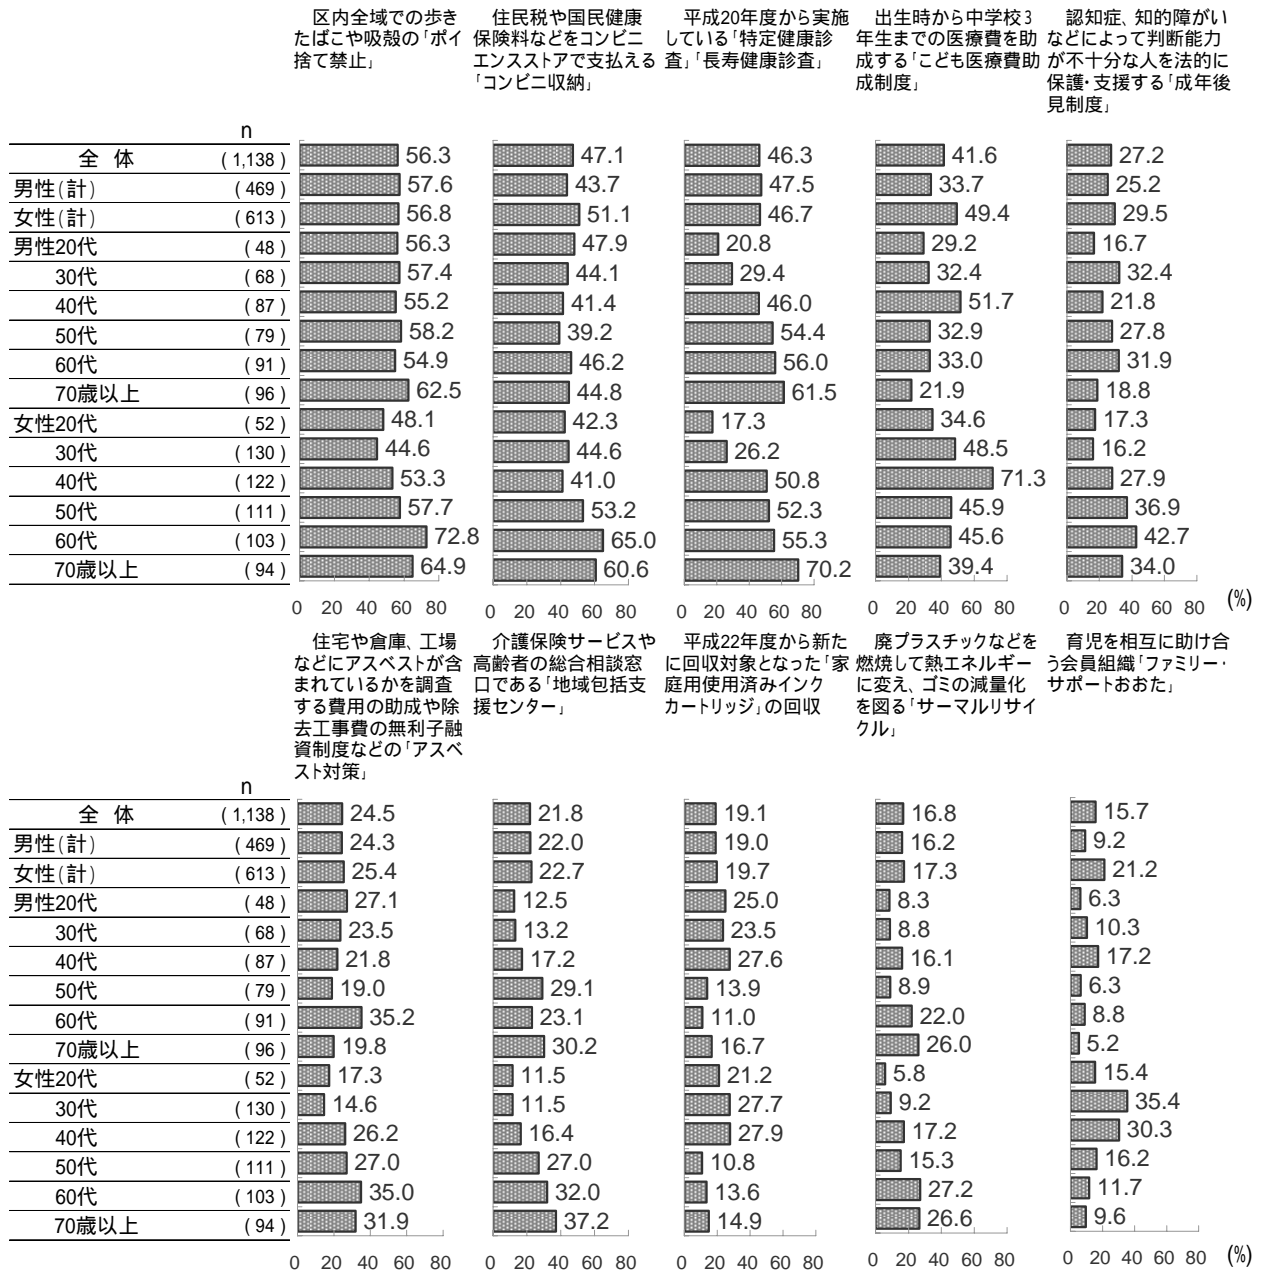 区内全域での歩き
たばこや吸殻の「ポイ
捨て禁止」
住民税や国民健康
保険料などをコンビニ
エンスストアで支払える
「コンビニ収納」
平成20年度から実施
している「特定健康診
査」「長寿健康診査」
出生時から中学校3
年生までの医療費を助
成する「こども医療費助
成制度」
認知症、知的障がい
などによって判断能力
が不十分な人を法的に
保護・支援する「成年後
見制度」
n
全 体 (1,138) 56.3 47.1 46.3 41.6 27.2
男性(計) (469) 57.6 43.7 47.5 33.7 25.2
女性(計) (613) 56.8 51.1 46.7 49.4 29.5
男性20代 (48) 56.3 47.9 20.8 29.2 16.7
30代 (68) 57.4 44.1 29.4 32.4 32.4
40代 (87) 55.2 41.4 46.0 51.7 21.8
50代 (79) 58.2 39.2 54.4 32.9 27.8
60代 (91) 54.9 46.2 56.0 33.0 31.9
70歳以上 (96) 62.5 44.8 61.5 21.9 18.8
女性20代 (52) 48.1 42.3 17.3 34.6 17.3
30代 (130) 44.6 44.6 26.2 48.5 16.2
40代 (122) 53.3 41.0 50.8 71.3 27.9
50代 (111) 57.7 53.2 52.3 45.9 36.9
60代 (103) 72.8 65.0 55.3 45.6 42.7
70歳以上 (94) 64.9 60.6 70.2 39.4 34.0
0 20 40 60 80 0 20 40 60 80 0 20 40 60 80 0 20 40 60 80 0 20 40 60 80 (%)
住宅や倉庫、工場
などにアスベストが含
まれているかを調査
する費用の助成や除
去工事費の無利子融
資制度などの「アスベ
スト対策」
介護保険サービスや
高齢者の総合相談窓
口である「地域包括支
援センター」
平成22年度から新た
に回収対象となった「家
庭用使用済みインク
カートリッジ」の回収
廃プラスチックなどを
燃焼して熱エネルギー
に変え、ゴミの減量化
を図る「サーマルリサイ
クル」
育児を相互に助け合
う会員組織「ファミリー・
サポートおおた」
n
全 体 (1,138) 24.5 21.8 19.1 16.8 15.7
男性(計) (469) 24.3 22.0 19.0 16.2 9.2
女性(計) (613) 25.4 22.7 19.7 17.3 21.2
男性20代 (48) 27.1 12.5 25.0 8.3 6.3
30代 (68) 23.5 13.2 23.5 8.8 10.3
40代 (87) 21.8 17.2 27.6 16.1 17.2
50代 (79) 19.0 29.1 13.9 8.9 6.3
60代 (91) 35.2 23.1 11.0 22.0 8.8
70歳以上 (96) 19.8 30.2 16.7 26.0 5.2
女性20代 (52) 17.3 11.5 21.2 5.8 15.4
30代 (130) 14.6 11.5 27.7 9.2 35.4
40代 (122) 26.2 16.4 27.9 17.2 30.3
50代 (111) 27.0 27.0 10.8 15.3 16.2
60代 (103) 35.0 32.0 13.6 27.2 11.7
70歳以上 (94) 31.9 37.2 14.9 26.6 9.6
0 20 40 60 80 0 20 40 60 80 0 20 40 60 80 0 20 40 60 80 0 20 40 60 80 (%)